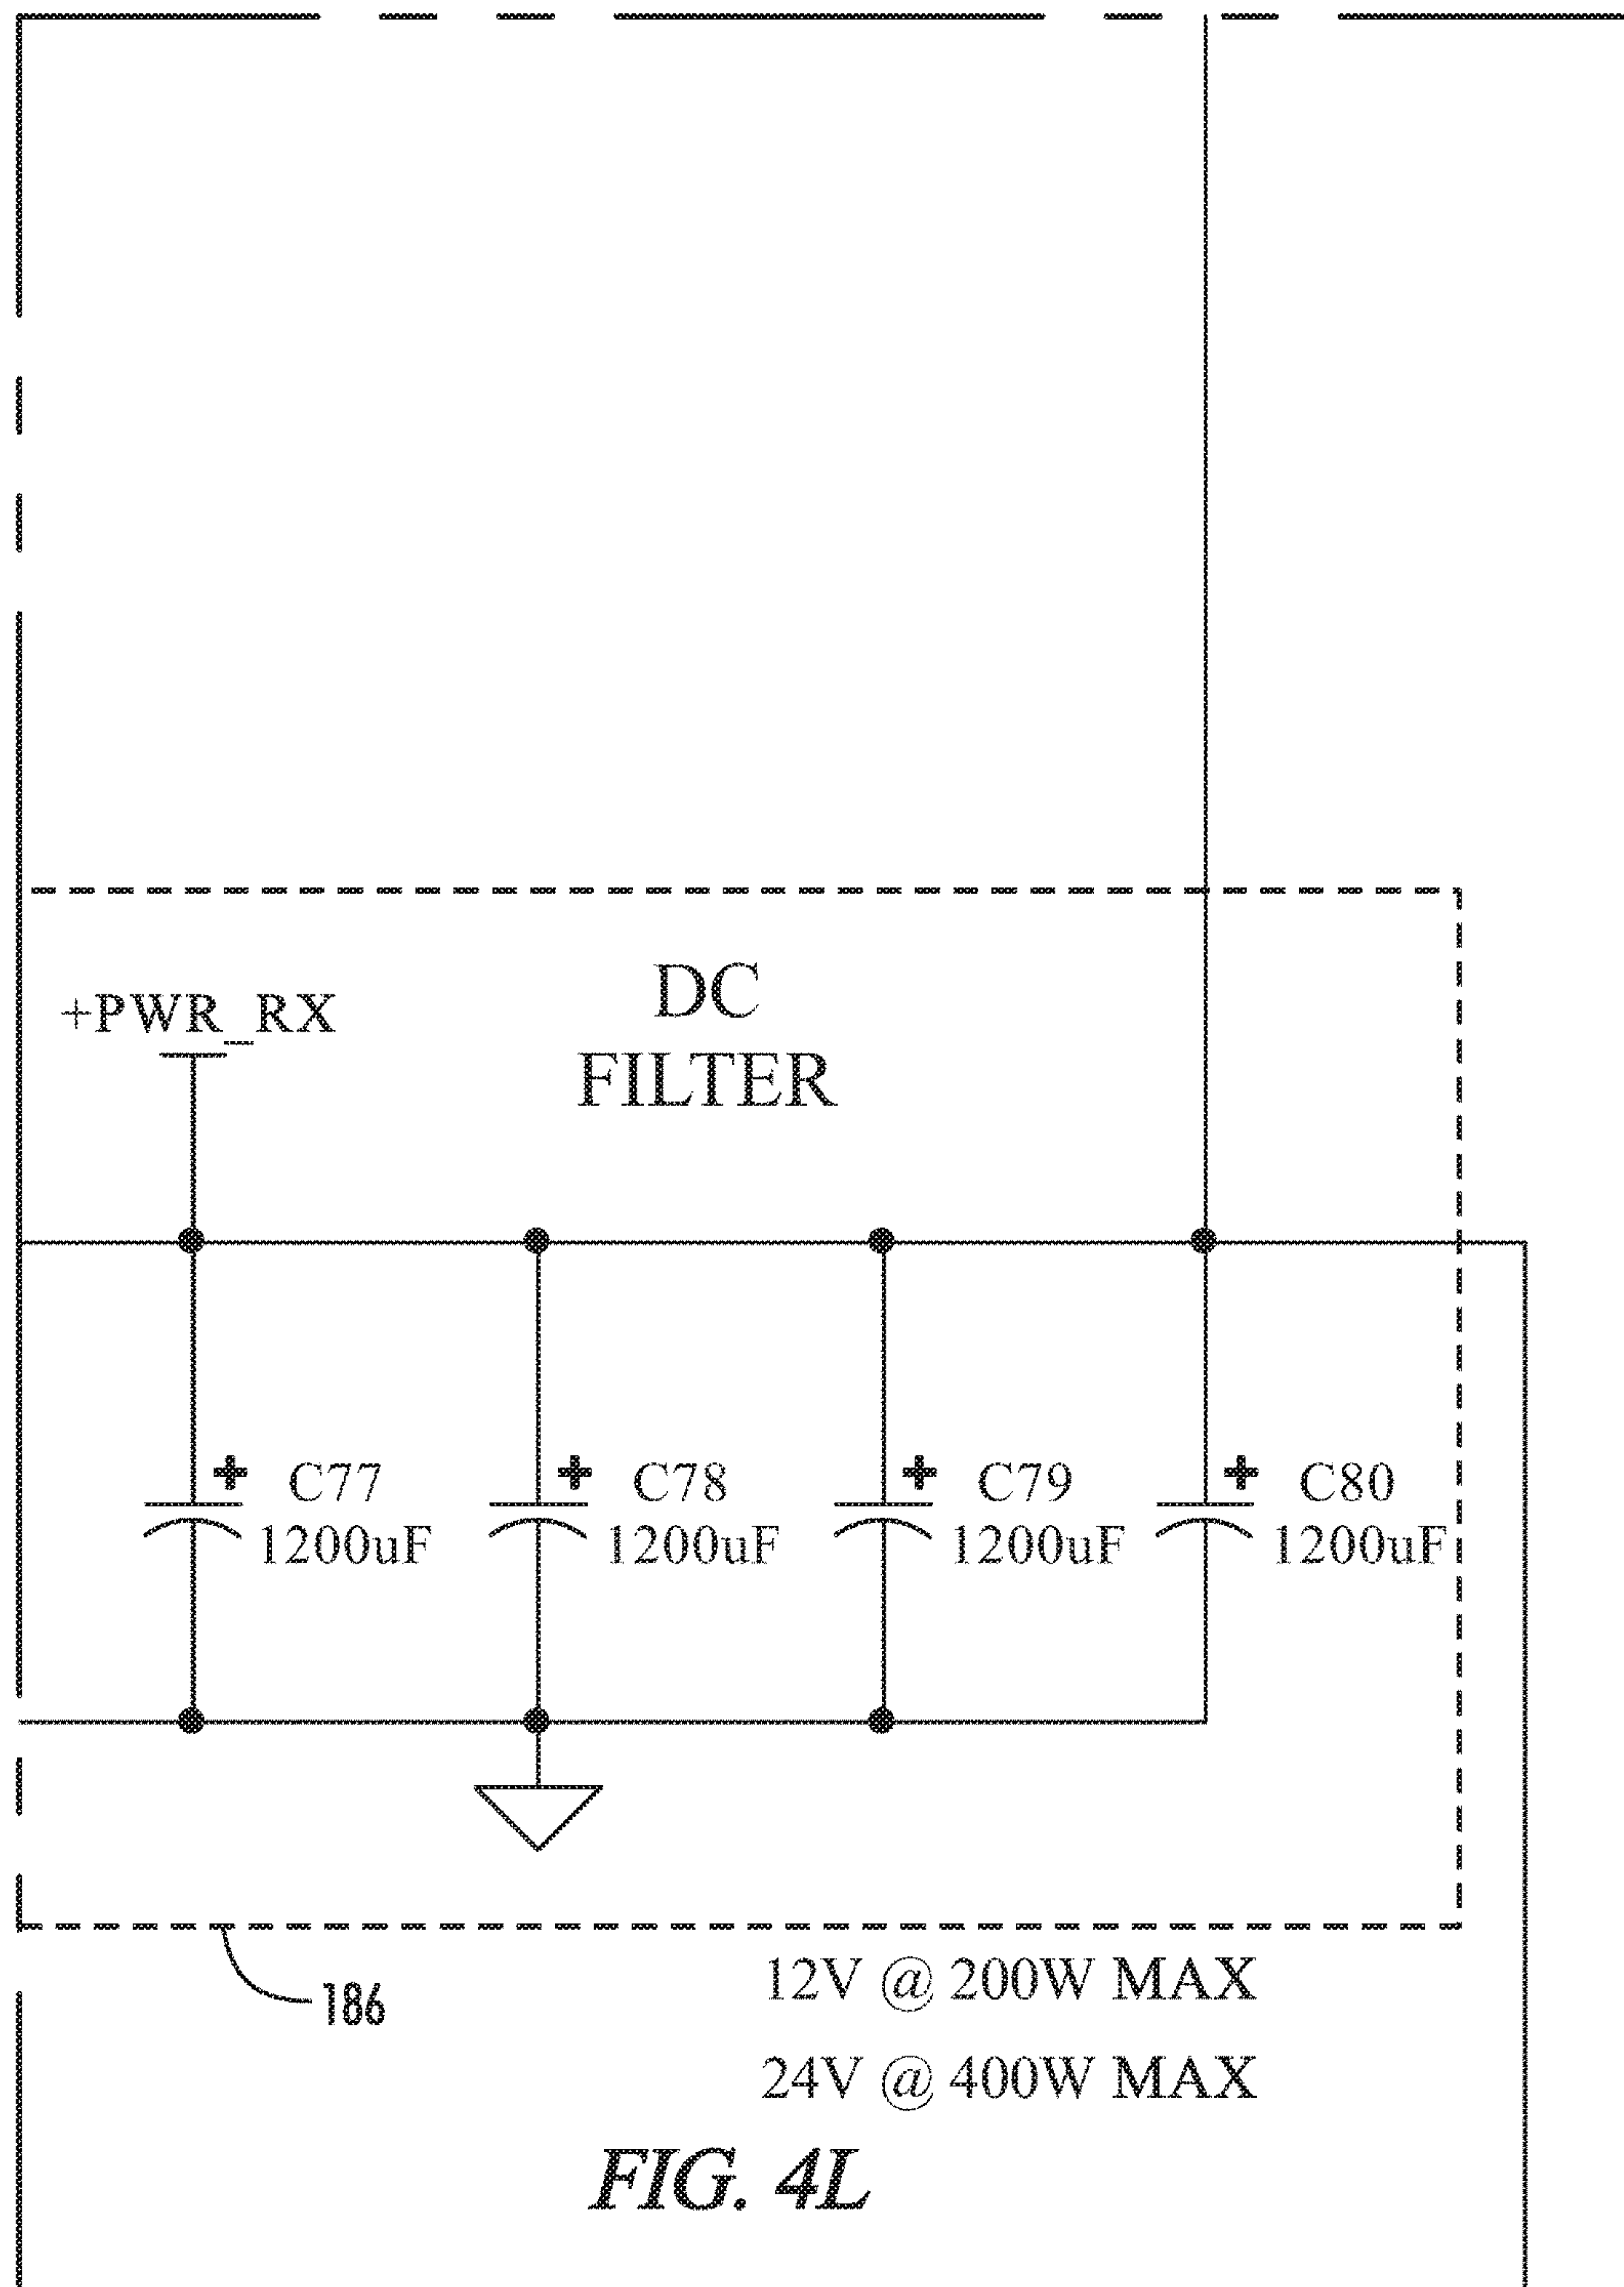 DC
FILTER
+PWR_RX
+ C77
1200uF
+ C78
1200uF
+ C79
1200uF
+ C80
1200uF
186
12V @ 200W MAX
24V @ 400W MAX
FIG. 4L